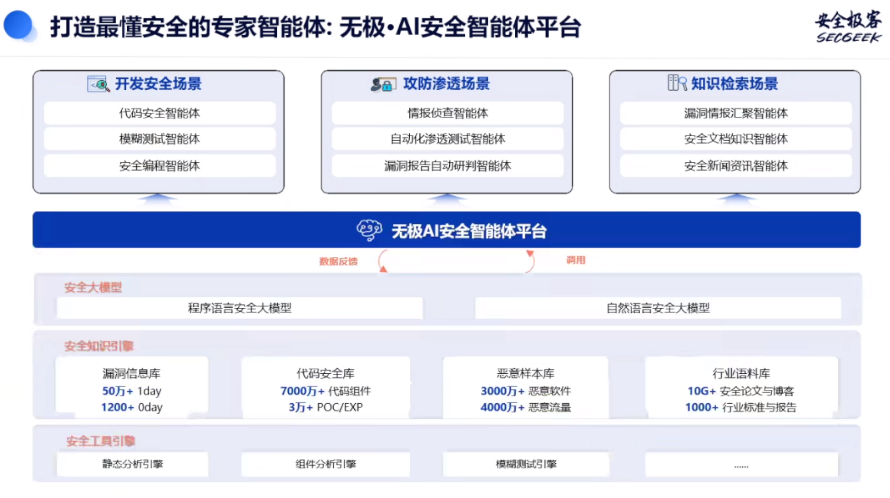 打造最懂安全的专家智能体: 无极·AI安全智能体平台
安全极客
SECGEEK
开发安全场景
代码安全智能体
模糊测试智能体
安全编程智能体
攻防渗透场景
情报侦查智能体
自动化渗透测试智能体
漏洞报告自动研判智能体
知识检索场景
漏洞情报汇聚智能体
安全文档知识智能体
安全新闻资讯智能体
无极AI安全智能体平台
数据反馈
调用
安全大模型
程序语言安全大模型
自然语言安全大模型
安全知识引擎
漏洞信息库
50万+ 1day
1200+ 0day
代码安全库
7000万+ 代码组件
3万+ POC/EXP
恶意样本库
3000万+ 恶意软件
4000万+ 恶意流量
行业语料库
10G+ 安全论文与博客
1000+ 行业标准与报告
安全工具引擎
静态分析引擎
组件分析引擎
模糊测试引擎
......